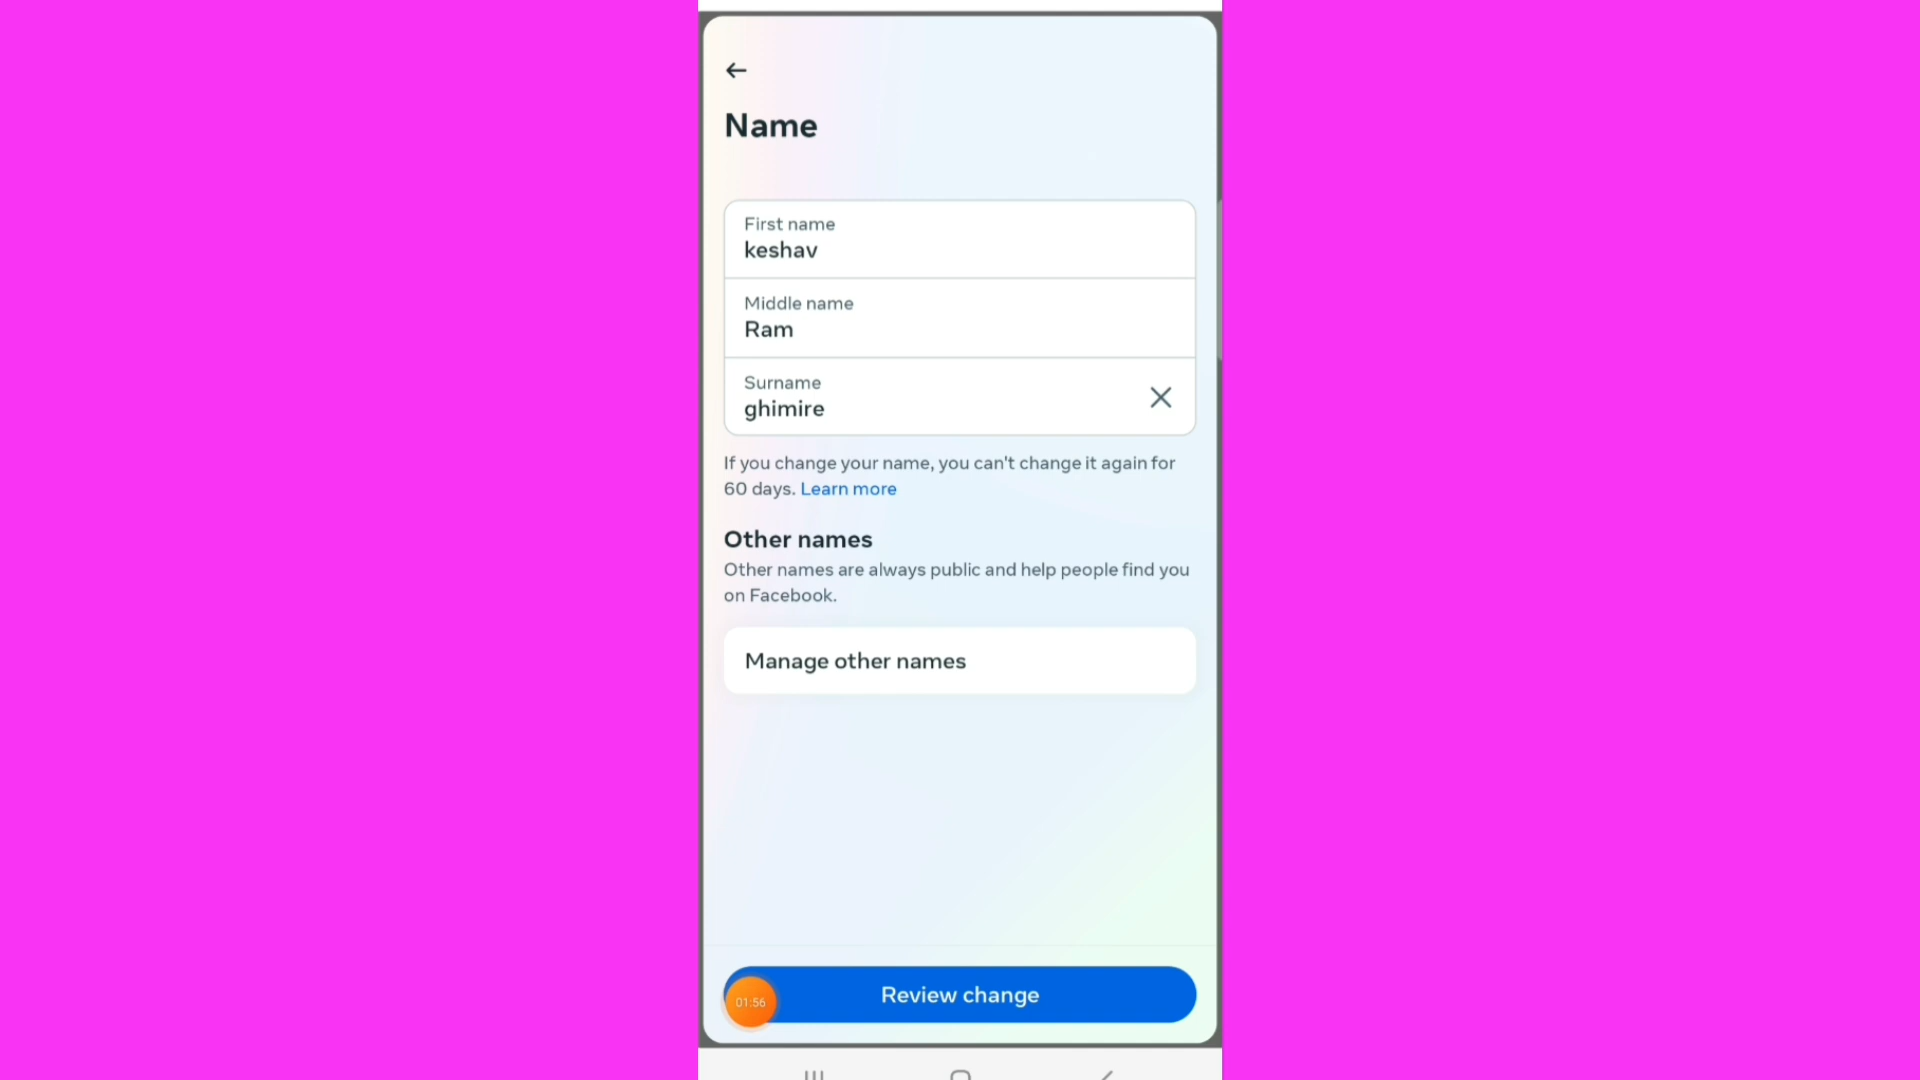 Name
First name
keshav
Middle name
Ram
Surname
ghimire
If you change your name, you can't change it again for
60 days. Learn more
Other names
Other names are always public and help people find you
on Facebook.
Manage other names
Review change
01:56